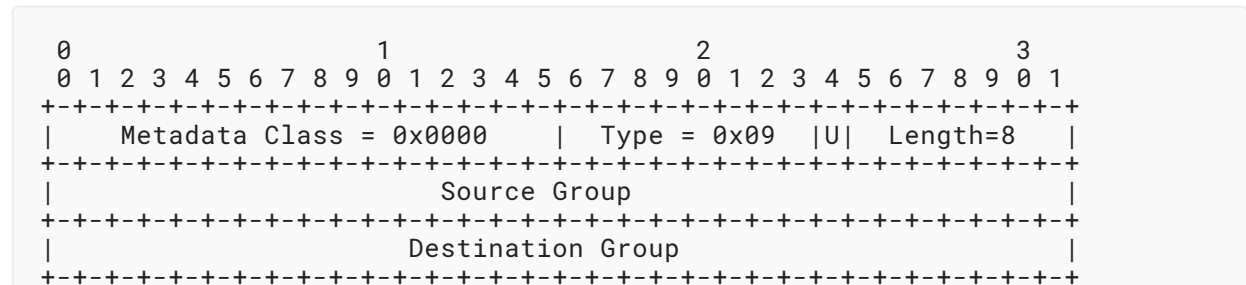 0                   1                   2                   3
 0 1 2 3 4 5 6 7 8 9 0 1 2 3 4 5 6 7 8 9 0 1 2 3 4 5 6 7 8 9 0 1
+-+-+-+-+-+-+-+-+-+-+-+-+-+-+-+-+-+-+-+-+-+-+-+-+-+-+-+-+-+-+-+-+
|    Metadata Class = 0x0000    |  Type = 0x09  |U|  Length=8   |
+-+-+-+-+-+-+-+-+-+-+-+-+-+-+-+-+-+-+-+-+-+-+-+-+-+-+-+-+-+-+-+-+
|                        Source Group                           |
+-+-+-+-+-+-+-+-+-+-+-+-+-+-+-+-+-+-+-+-+-+-+-+-+-+-+-+-+-+-+-+-+
|                      Destination Group                        |
+-+-+-+-+-+-+-+-+-+-+-+-+-+-+-+-+-+-+-+-+-+-+-+-+-+-+-+-+-+-+-+-+